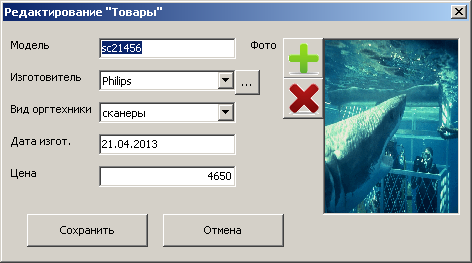 Редактирование "Товары"
Модель sc21456 Фото
Изготовитель Philips ...
Вид оргтехники сканеры
Дата изгот. 21.04.2013
Цена 4650
Сохранить Отмена